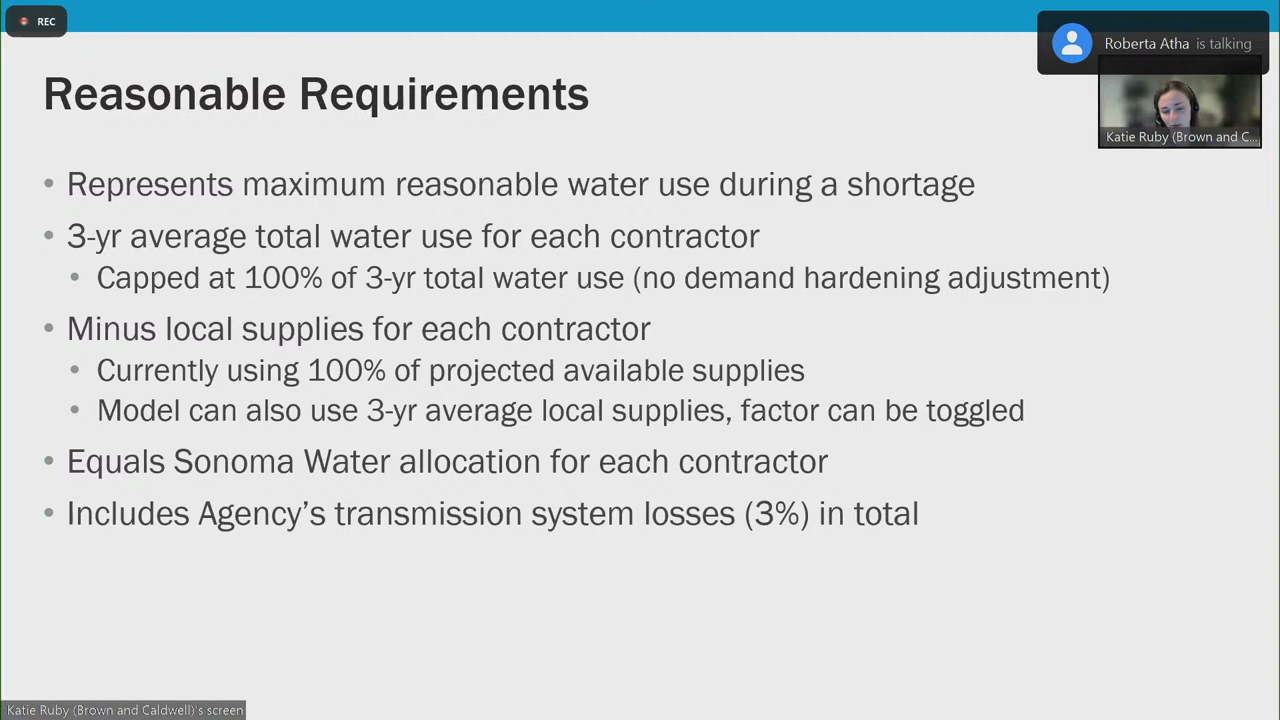 REC
Roberta Atha is talking
Katie Ruby (Brown and C...
Reasonable Requirements
• Represents maximum reasonable water use during a shortage
• 3-yr average total water use for each contractor
• Capped at 100% of 3-yr total water use (no demand hardening adjustment)
• Minus local supplies for each contractor
• Currently using 100% of projected available supplies
• Model can also use 3-yr average local supplies, factor can be toggled
• Equals Sonoma Water allocation for each contractor
• Includes Agency's transmission system losses (3%) in total
Katie Ruby (Brown and Caldwell)'s screen